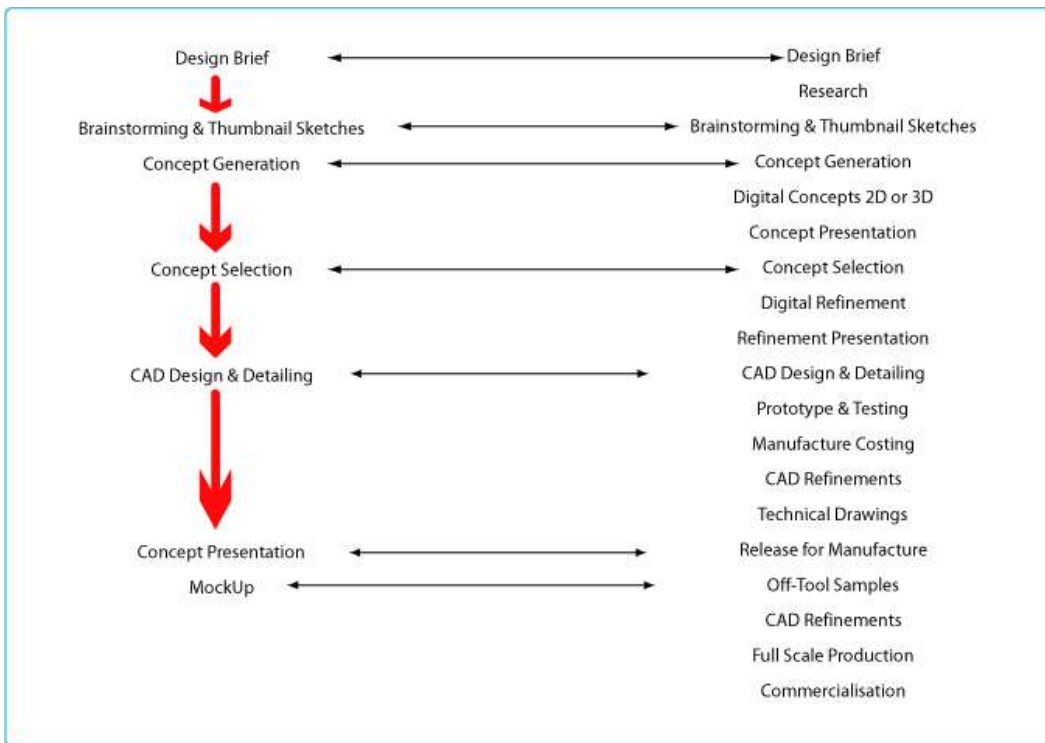 Design Brief
Brainstorming & Thumbnail Sketches
Concept Generation
Concept Selection
CAD Design & Detailing
Concept Presentation
MockUp
Design Brief
Research
Brainstorming & Thumbnail Sketches
Concept Generation
Digital Concepts 2D or 3D
Concept Presentation
Concept Selection
Digital Refinement
Refinement Presentation
CAD Design & Detailing
Prototype & Testing
Manufacture Costing
CAD Refinements
Technical Drawings
Release for Manufacture
Off-Tool Samples
CAD Refinements
Full Scale Production
Commercialisation